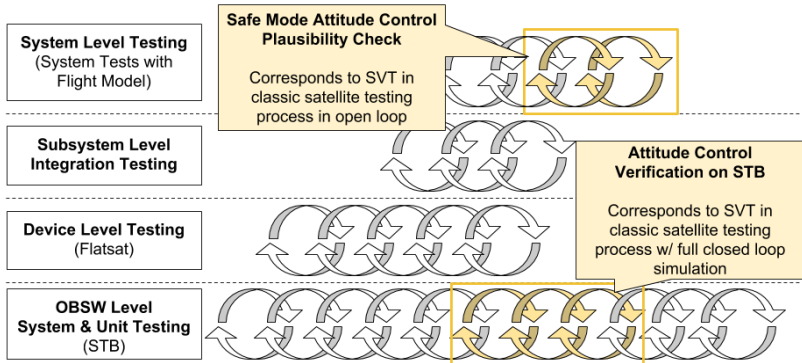 System Level Testing
(System Tests with
Flight Model)
Safe Mode Attitude Control
Plausibility Check
Corresponds to SVT in
classic satellite testing
process in open loop
Subsystem Level
Integration Testing
Attitude Control
Verification on STB
Corresponds to SVT in
classic satellite testing
process w/ full closed loop
simulation
Device Level Testing
(Flatsat)
OBSW Level
System & Unit Testing
(STB)